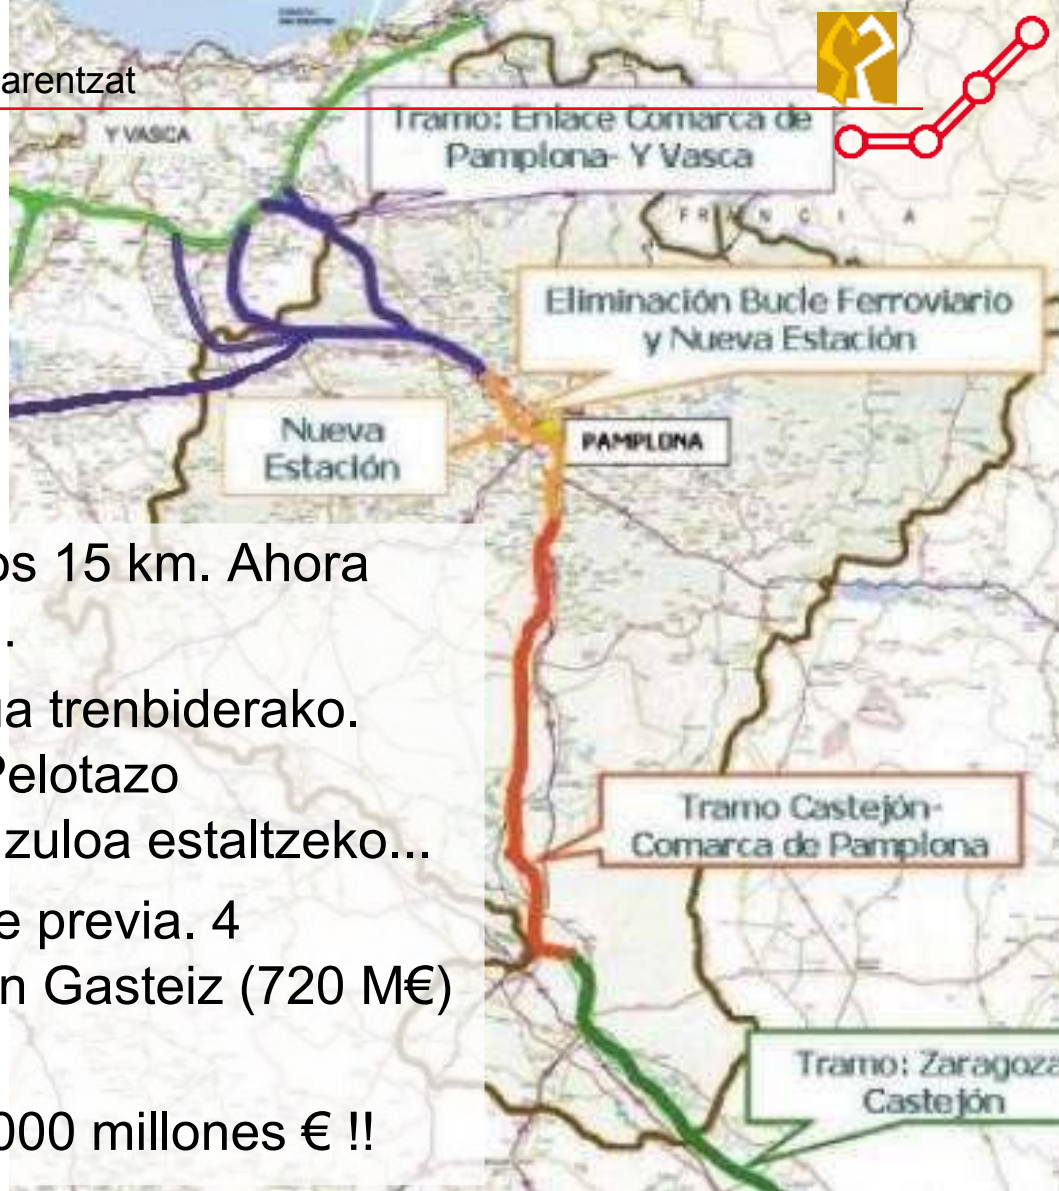 arentzat
Y VASCA
Tramo: Enlace Comarca de
Pamplona- Y Vasca
F R A N C I A
Eliminación Bucle Ferroviario
y Nueva Estación
Nueva
Estación
PAMPLONA
os 15 km. Ahora
.
a trenbiderako.
Pelotazo
zuloa estaltzeko...
Tramo Castejón-
Comarca de Pamplona
e previa. 4
n Gasteiz (720 M€)
Tramo: Zaragoza
Castejón
000 millones € !!